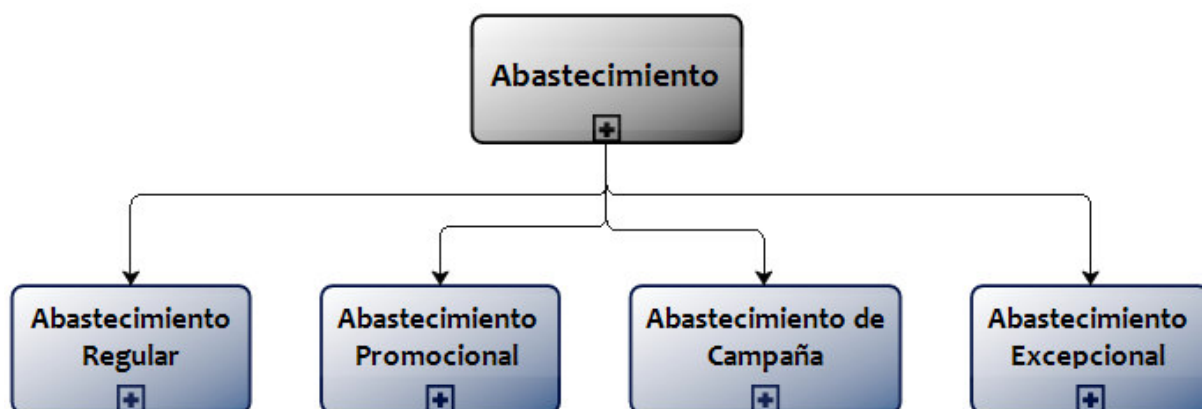 Abastecimiento
Abastecimiento
Regular
Abastecimiento
Promocional
Abastecimiento de
Campaña
Abastecimiento
Excepcional